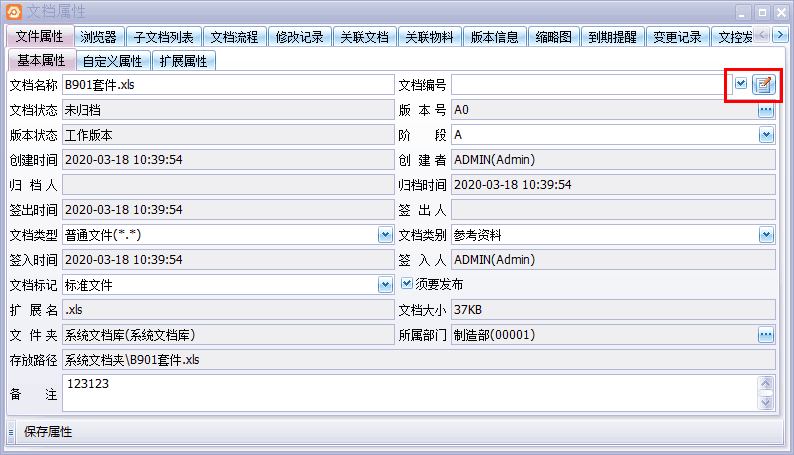 文档属性
文件属性 浏览器 子文档列表 文档流程 修改记录 关联文档 关联物料 版本信息 缩略图 到期提醒 变更记录 文控发
基本属性 自定义属性 扩展属性
文档名称 B901套件.xls 文档编号
文档状态 未归档 版本号 A0
版本状态 工作版本 阶段 A
创建时间 2020-03-18 10:39:54 创建者 ADMIN(Admin)
归档人 归档时间 2020-03-18 10:39:54
签出时间 2020-03-18 10:39:54 签出人
文档类型 普通文件(*.*) 文档类别 参考资料
签入时间 2020-03-18 10:39:54 签入人 ADMIN(Admin)
文档标记 标准文件 须要发布
扩展名 .xls 文档大小 37KB
文件夹 系统文档库(系统文档库) 所属部门 制造部(00001)
存放路径 系统文档夹\B901套件.xls
备注 123123
保存属性